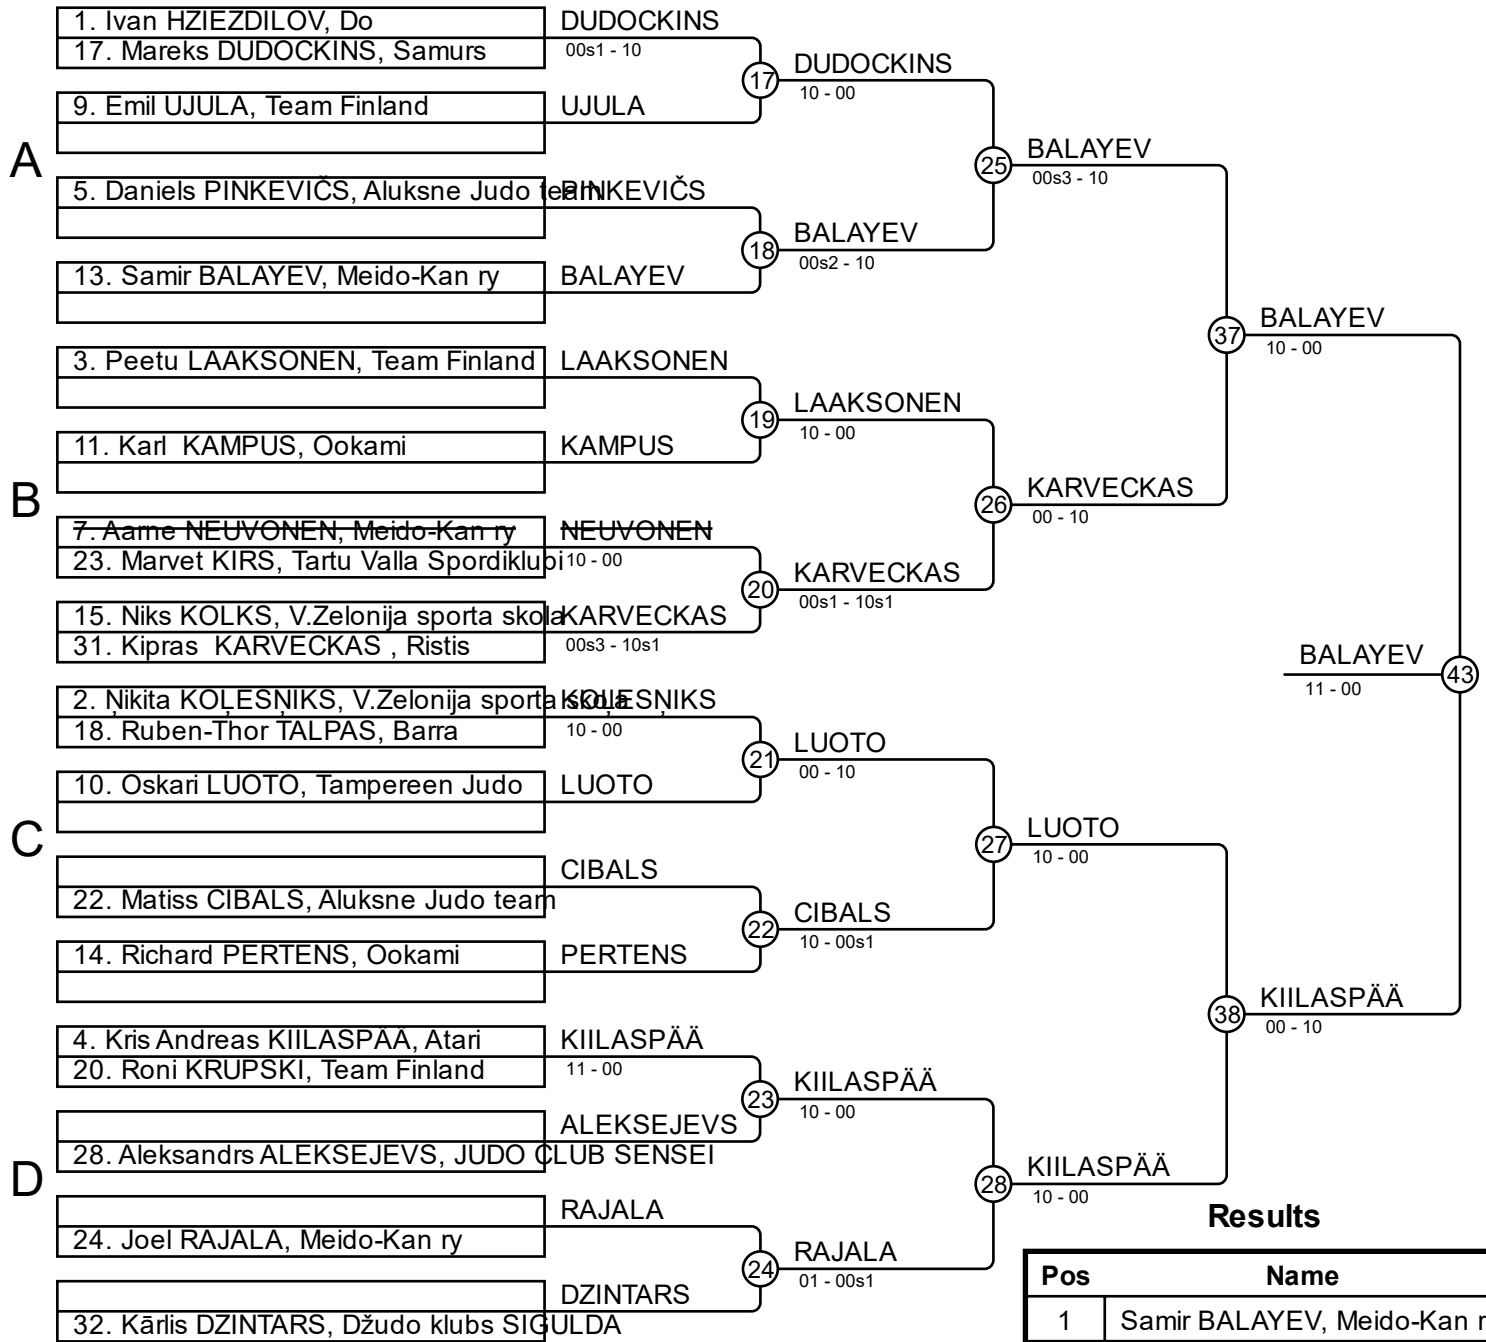 1. Ivan HZIEZDILOV, Do
17. Mareks DUDOCKINS, Samurs
DUDOCKINS
00s1 - 10
9. Emil UJULA, Team Finland
UJULA
17
DUDOCKINS
10 - 00
A
5. Daniels PINKEVIČS, Aluksne Judo team
PINKEVIČS
13. Samir BALAYEV, Meido-Kan ry
BALAYEV
18
BALAYEV
00s2 - 10
25
BALAYEV
00s3 - 10
3. Peetu LAAKSONEN, Team Finland
LAAKSONEN
11. Karl  KAMPUS, Ookami
KAMPUS
19
LAAKSONEN
10 - 00
B
7. Aarne NEUVONEN, Meido-Kan ry
23. Marvet KIRS, Tartu Valla Spordiklubi
NEUVONEN
10 - 00
15. Niks KOLKS, V.Zelonija sporta skola
31. Kipras  KARVECKAS , Ristis
KARVECKAS
00s3 - 10s1
20
KARVECKAS
00s1 - 10s1
26
KARVECKAS
00 - 10
37
BALAYEV
10 - 00
2. Ņikita KOĻESŅIKS, V.Zelonija sporta skola
18. Ruben-Thor TALPAS, Barra
KOĻESŅIKS
10 - 00
10. Oskari LUOTO, Tampereen Judo
LUOTO
21
LUOTO
00 - 10
C
22. Matiss CIBALS, Aluksne Judo team
CIBALS
14. Richard PERTENS, Ookami
PERTENS
22
CIBALS
10 - 00s1
27
LUOTO
10 - 00
4. Kris Andreas KIILASPÄÄ, Atari
20. Roni KRUPSKI, Team Finland
KIILASPÄÄ
11 - 00
28. Aleksandrs ALEKSEJEVS, JUDO CLUB SENSEI
ALEKSEJEVS
23
KIILASPÄÄ
10 - 00
D
24. Joel RAJALA, Meido-Kan ry
RAJALA
32. Kārlis DZINTARS, Džudo klubs SIGULDA
DZINTARS
24
RAJALA
01 - 00s1
28
KIILASPÄÄ
10 - 00
38
KIILASPÄÄ
00 - 10
BALAYEV
11 - 00
43
Results
Pos Name
1 Samir BALAYEV, Meido-Kan r